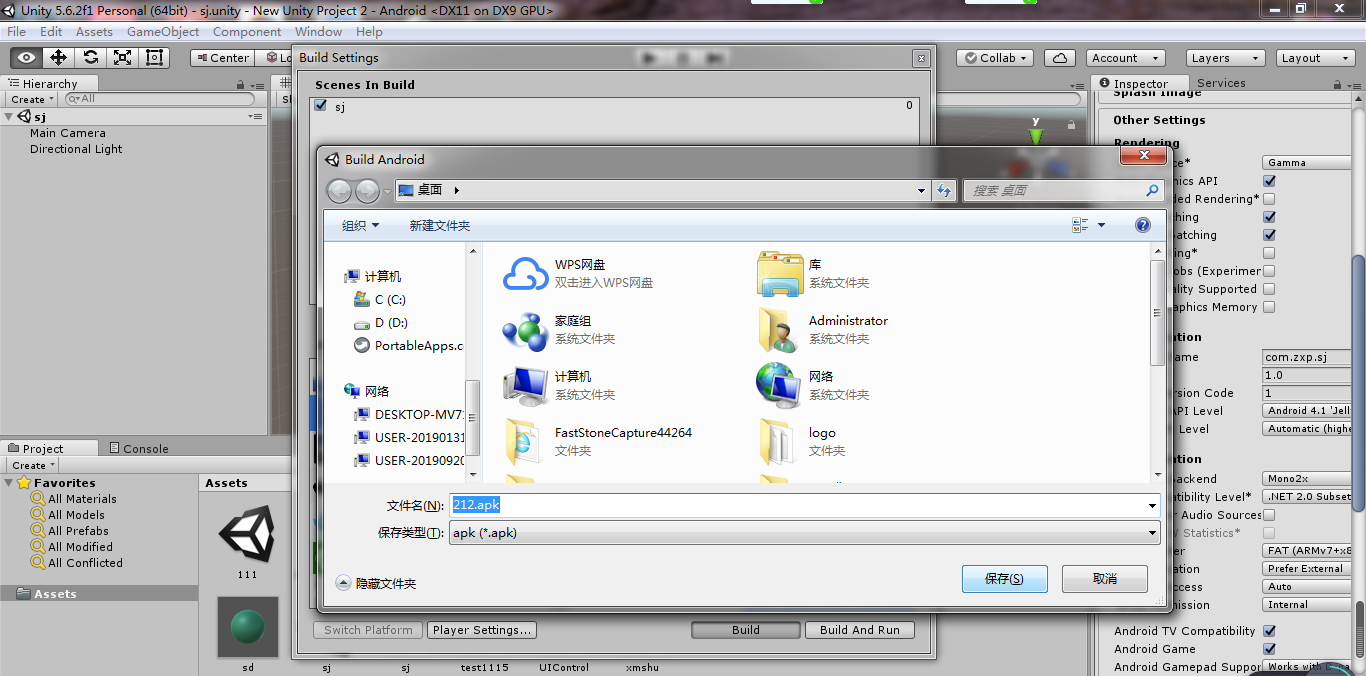 Unity 5.6.2f1 Personal (64bit) - sj.unity - New Unity Project 2 - Android <DX11 on DX9 GPU>
File Edit Assets GameObject Component Window Help
Center Lo
Collab Account Layers Layout
Build Settings
Hierarchy
Create All
sj
Main Camera
Directional Light
Scenes In Build
sj 0
y
Build Android
桌面
搜索 桌面
组织 新建文件夹
计算机
C (C:)
D (D:)
PortableApps.c
网络
DESKTOP-MV7
USER-20190131
USER-20190920
WPS网盘
双击进入WPS网盘
库
系统文件夹
家庭组
系统文件夹
Administrator
系统文件夹
计算机
系统文件夹
网络
系统文件夹
FastStoneCapture44264
文件夹
logo
文件夹
文件名(N): 212.apk
保存类型(T): apk (*.apk)
隐藏文件夹
保存(S) 取消
Switch Platform Player Settings... Build Build And Run
Project Console
Create
Favorites
All Materials
All Models
All Prefabs
All Modified
All Conflicted
Assets
Assets
111
sd sj sj test1115 UIControl xmshu
Inspector Services
Splash Image
Other Settings
Rendering
ce* Gamma
hics API
ed Rendering*
hing
atching
ing*
obs (Experimen
ality Supported
aphics Memory
ation
ame com.zxp.sj
1.0
rsion Code 1
API Level Android 4.1 'Jell
Level Automatic (highe
ation
ackend Mono2x
atibility Level* .NET 2.0 Subset
r Audio Sources
W Statistics*
er FAT (ARMv7+x8
ation Prefer External
cess Auto
mission Internal
Android TV Compatibility
Android Game
Android Gamepad Suppor Works with D